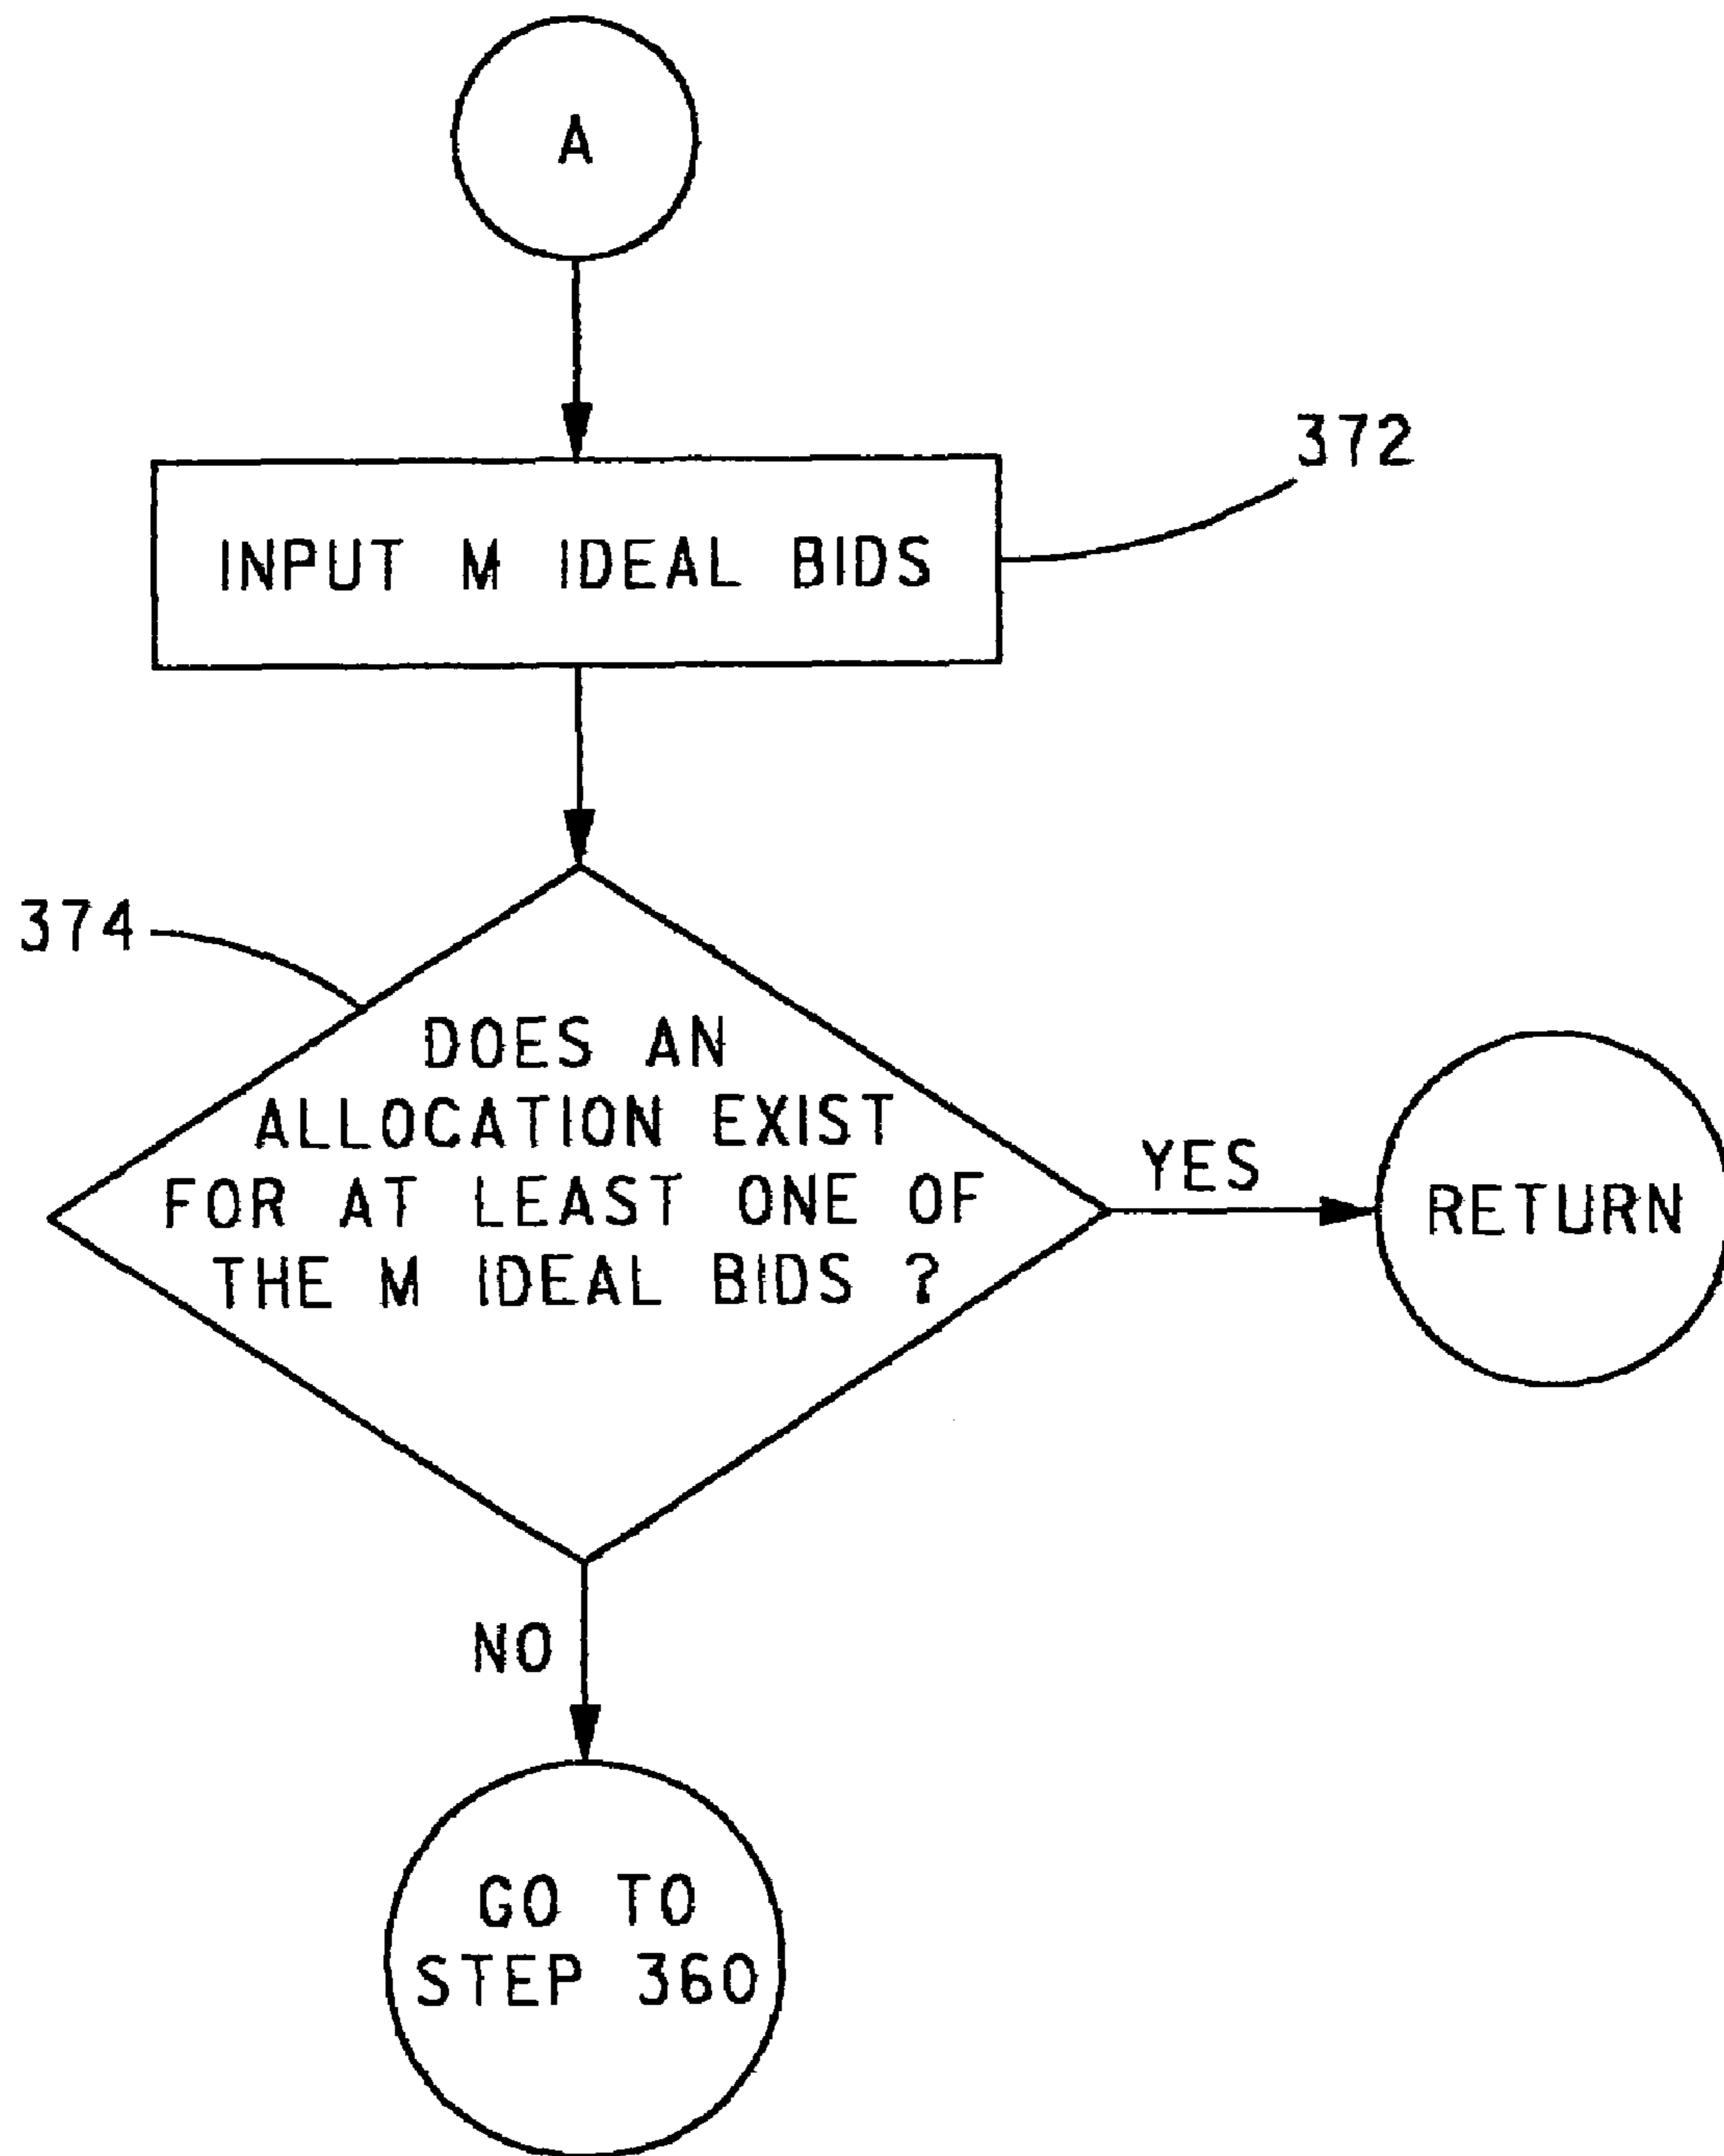 A
372
INPUT M IDEAL BIDS
374
DOES AN
ALLOCATION EXIST
FOR AT LEAST ONE OF
THE M IDEAL BIDS ?
YES
RETURN
NO
GO TO
STEP 360